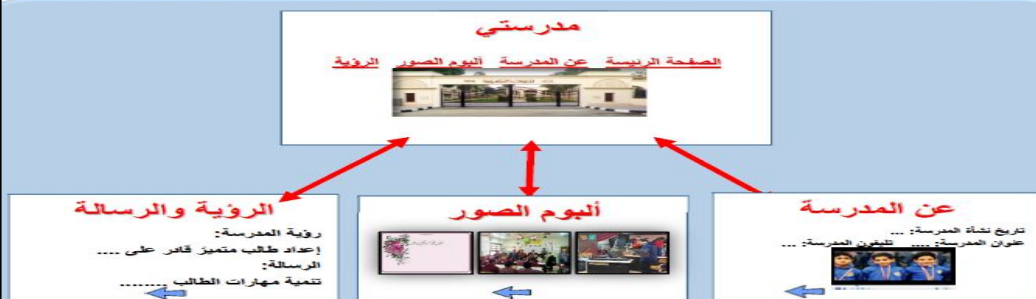 مدرستي
الصفحة الرئيسة عن المدرسة ألبوم الصور الرؤية
عن المدرسة
تاريخ نشأة المدرسة: ...
عنوان المدرسة: .... تليفون المدرسة: ...
ألبوم الصور
الرؤية والرسالة
رؤية المدرسة:
إعداد طالب متميز قادر على ....
الرسالة:
تنمية مهارات الطالب ........